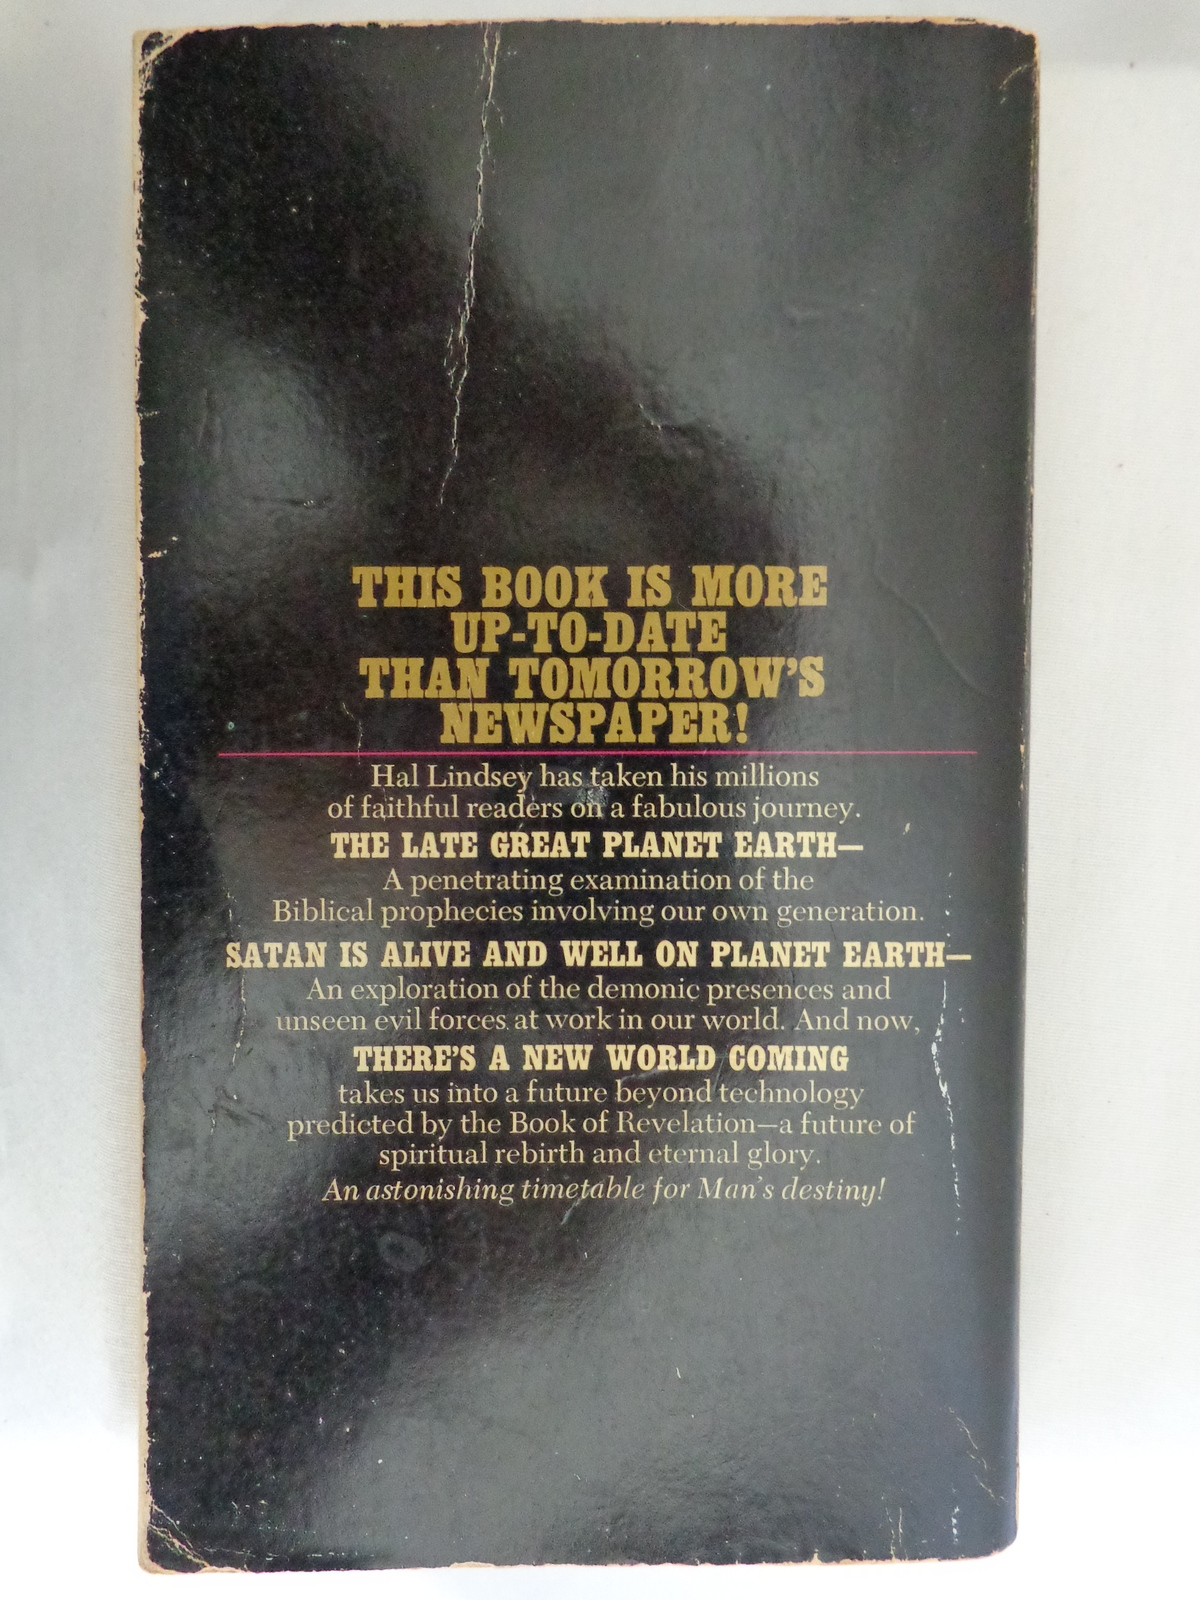 THIS BOOK IS MORE
UP-TO-DATE
THAN TOMORROW'S
NEWSPAPER!
Hal Lindsey has taken his millions
of faithful readers on a fabulous journey.
THE LATE GREAT PLANET EARTH—
A penetrating examination of the
Biblical prophecies involving our own generation.
SATAN IS ALIVE AND WELL ON PLANET EARTH—
An exploration of the demonic presences and
unseen evil forces at work in our world. And now,
THERE'S A NEW WORLD COMING
takes us into a future beyond technology
predicted by the Book of Revelation—a future of
spiritual rebirth and eternal glory.
An astonishing timetable for Man's destiny!